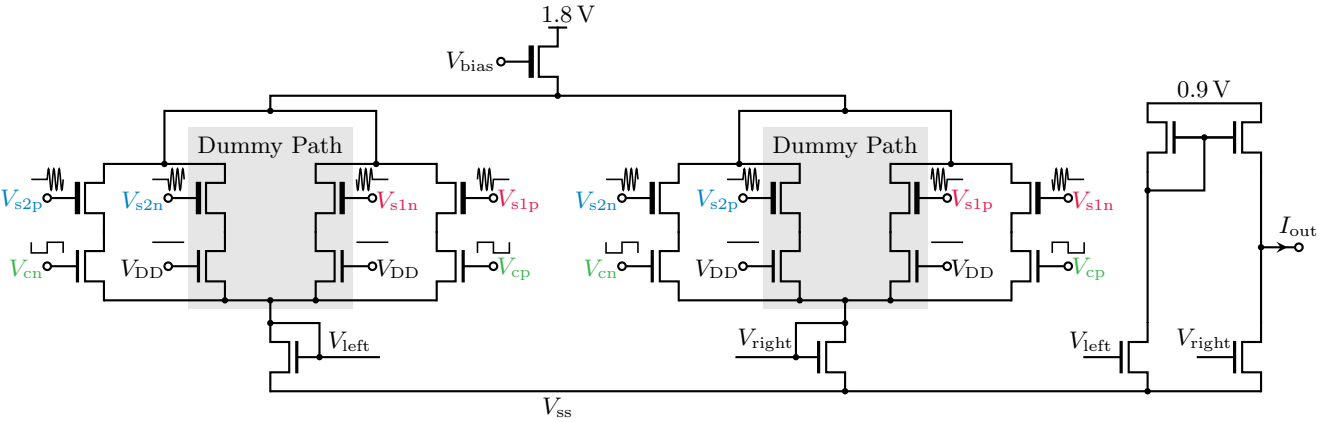 1.8 V
V_bias
0.9 V
Dummy Path
Dummy Path
V_s2p
V_s2n
V_s1n
V_s1p
V_s2n
V_s2p
V_s1p
V_s1n
I_out
V_cn
V_DD
V_DD
V_cp
V_cn
V_DD
V_DD
V_cp
V_left
V_right
V_left
V_right
V_ss